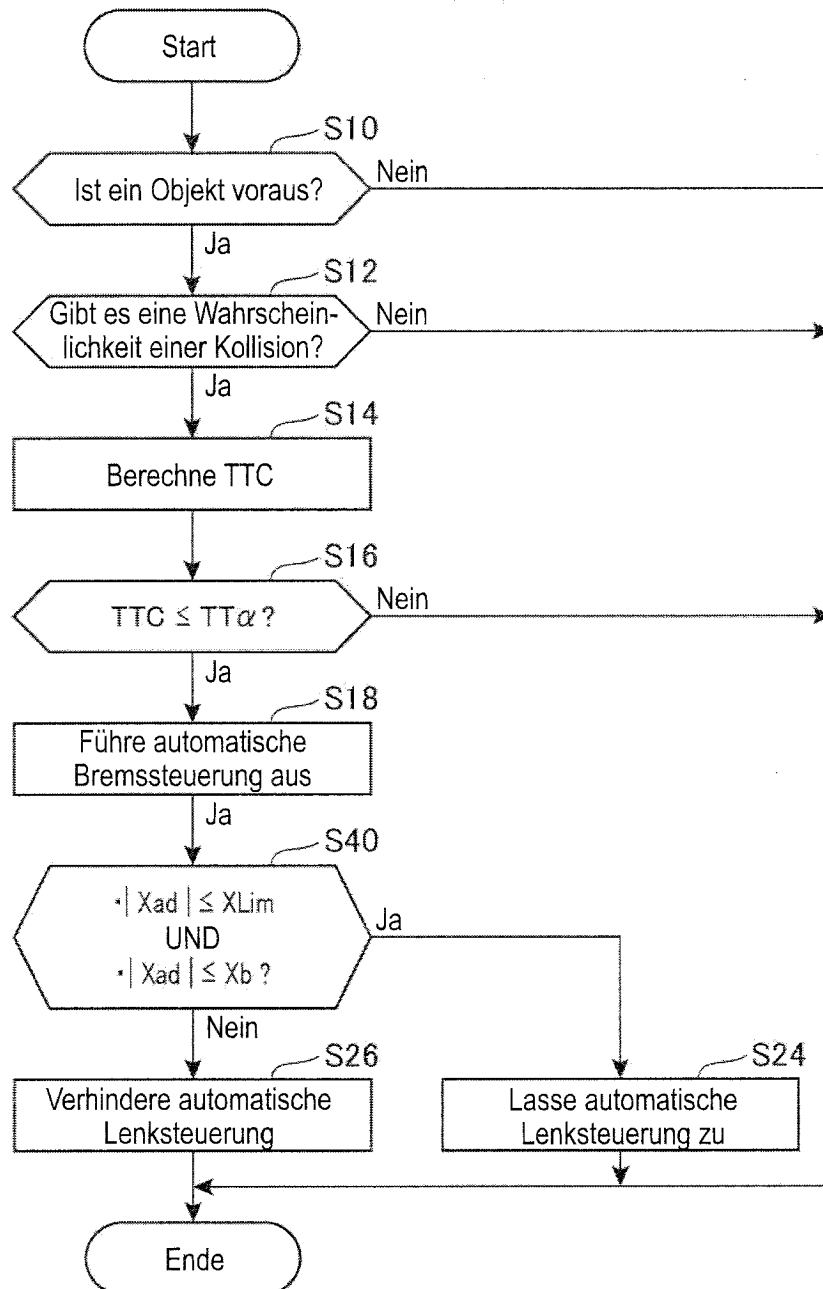 Start
S10
Ist ein Objekt voraus?
Nein
Ja
S12
Gibt es eine Wahrschein-
lichkeit einer Kollision?
Nein
Ja
S14
Berechne TTC
S16
TTC ≤ TTα ?
Nein
Ja
S18
Führe automatische
Bremssteuerung aus
Ja
S40
·| Xad | ≤ XLim
UND
·| Xad | ≤ Xb ?
Ja
Nein
S26
Verhindere automatische
Lenksteuerung
S24
Lasse automatische
Lenksteuerung zu
Ende